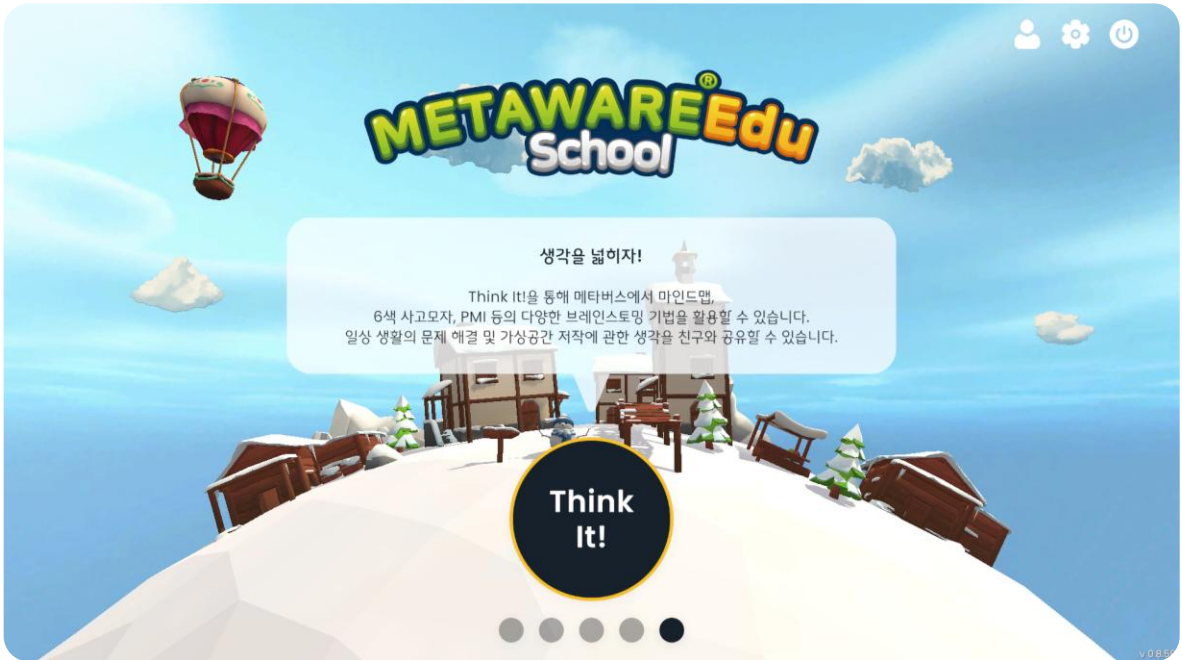 METAWAREEdu®
School
생각을 넓히자!
Think It!을 통해 메타버스에서 마인드맵,
6색 사고모자, PMI 등의 다양한 브레인스토밍 기법을 활용할 수 있습니다.
일상 생활의 문제 해결 및 가상공간 저작에 관한 생각을 친구와 공유할 수 있습니다.
Think
It!